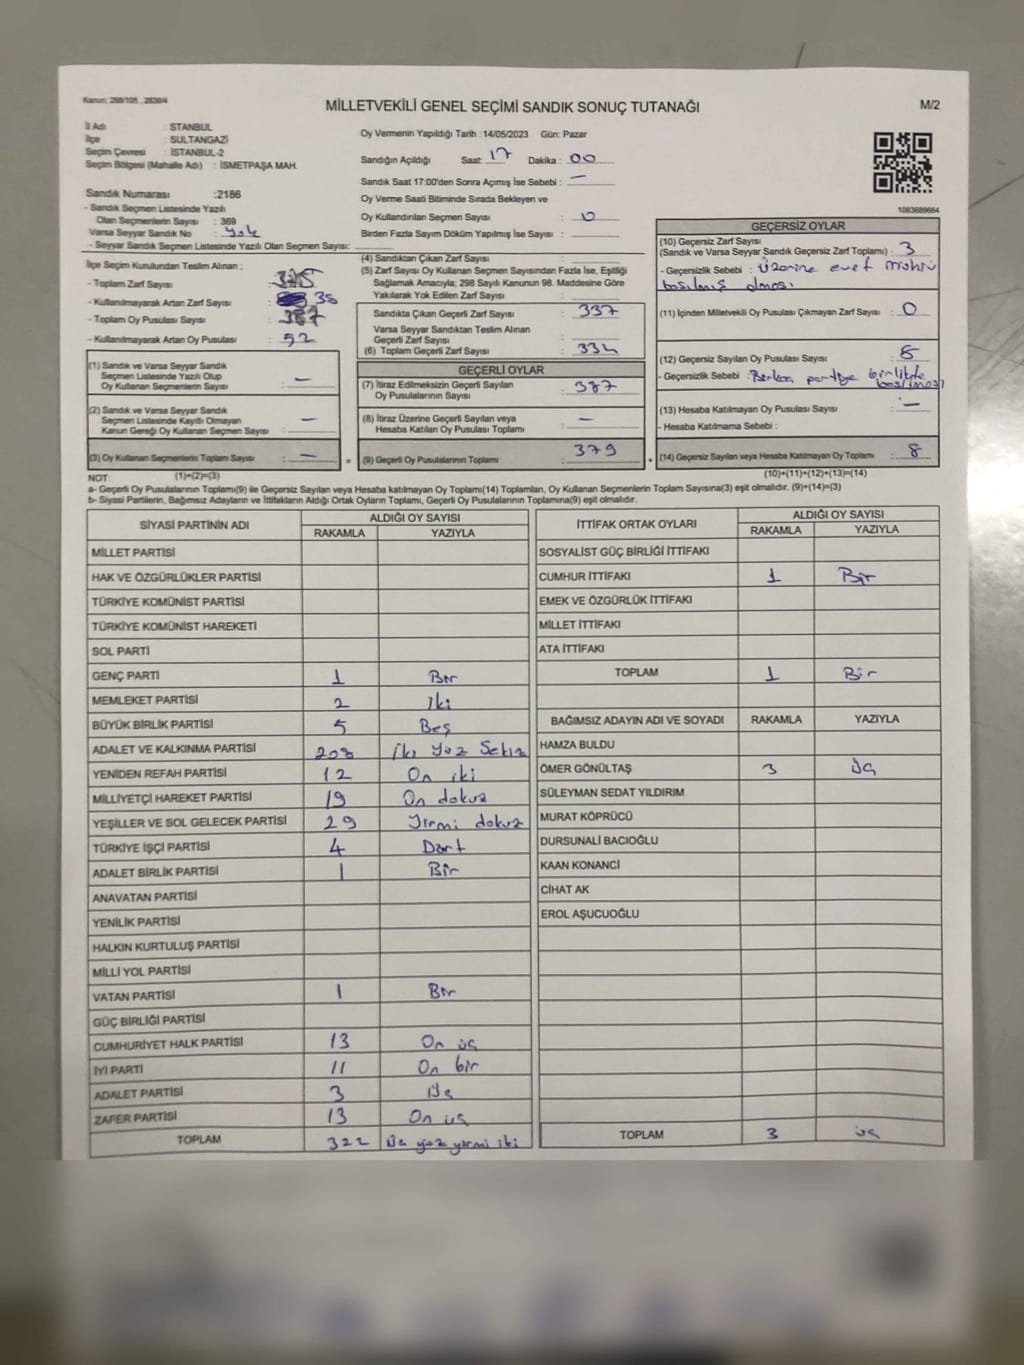 Kanun: 298/105 , 2839/4
MİLLETVEKİLİ GENEL SEÇİMİ SANDIK SONUÇ TUTANAĞI
M/2
İl Adı : STANBUL
İlçe : SULTANGAZİ
Seçim Çevresi : İSTANBUL-2
Seçim Bölgesi (Mahalle Adı) : İSMETPAŞA MAH.
Sandık Numarası :2186
- Sandık Seçmen Listesinde Yazılı
Olan Seçmenlerin Sayısı : 369
Varsa Seyyar Sandık No : Yok
- Seyyar Sandık Seçmen Listesinde Yazılı Olan Seçmen Sayısı:
Oy Vermenin Yapıldığı Tarih :14/05/2023 Gün: Pazar
Sandığın Açıldığı Saat: 17 Dakika : 00
Sandık Saat 17:00'den Sonra Açımış İse Sebebi : —
Oy Verme Saati Bitiminde Sırada Bekleyen ve
Oy Kullandırılan Seçmen Sayısı : 0
Birden Fazla Sayım Döküm Yapılmış İse Sayısı :
1083689664
İlçe Seçim Kurulundan Teslim Alınan ;
- Toplam Zarf Sayısı : 375
- Kullanılmayarak Artan Zarf Sayısı : 38
- Toplam Oy Pusulası Sayısı : 387
- Kullanılmayarak Artan Oy Pusulası : 52
(4) Sandıktan Çıkan Zarf Sayısı :
(5) Zarf Sayısı Oy Kullanan Seçmen Sayısından Fazla İse, Eşitliği
Sağlamak Amacıyla; 298 Sayılı Kanunun 98. Maddesine Göre
Yakılarak Yok Edilen Zarf Sayısı :
Sandıkta Çıkan Geçerli Zarf Sayısı : 337
Varsa Seyyar Sandıktan Teslim Alınan
Geçerli Zarf Sayısı :
(6) Toplam Geçerli Zarf Sayısı : 334
GEÇERSİZ OYLAR
(10) Geçersiz Zarf Sayısı
(Sandık ve Varsa Seyyar Sandık Geçersiz Zarf Toplamı) : 3
- Geçersizlik Sebebi : Üzerine evet mührü
basılmış olması
(11) İçinden Milletvekili Oy Pusulası Çıkmayan Zarf Sayısı : 0
(12) Geçersiz Sayılan Oy Pusulası Sayısı : 8
- Geçersizlik Sebebi : Birkaç partiye birlikte
basılması
(13) Hesaba Katılmayan Oy Pusulası Sayısı : —
- Hesaba Katılmama Sebebi :
(14) Geçersiz Sayılan veya Hesaba Katılmayan Oy Toplamı : 8
(1) Sandık ve Varsa Seyyar Sandık
Seçmen Listesinde Yazılı Olup
Oy Kullanan Seçmenlerin Sayısı : —
(2) Sandık ve Varsa Seyyar Sandık
Seçmen Listesinde Kayıtlı Olmayan
Kanun Gereği Oy Kullanan Seçmen Sayısı : —
(3) Oy Kullanan Seçmenlerin Toplam Sayısı : —
=
GEÇERLİ OYLAR
(7) İtiraz Edilmeksizin Geçerli Sayılan
Oy Pusulalarının Sayısı : 387
(8) İtiraz Üzerine Geçerli Sayılan veya
Hesaba Katılan Oy Pusulası Toplamı : —
(9) Geçerli Oy Pusulalarının Toplamı : 379
+
NOT: (1)+(2)=(3)
(10)+(11)+(12)+(13)=(14)
a- Geçerli Oy Pusulalarının Toplamı(9) ile Geçersiz Sayılan veya Hesaba katılmayan Oy Toplamı(14) Toplamları, Oy Kullanan Seçmenlerin Toplam Sayısına(3) eşit olmalıdır. (9)+(14)=(3)
b- Siyasi Partilerin, Bağımsız Adayların ve İttifakların Aldığı Ortak Oyların Toplamı, Geçerli Oy Pusulalarının Toplamına(9) eşit olmalıdır.
SİYASİ PARTİNİN ADI ALDIĞI OY SAYISI
RAKAMLA YAZIYLA
MİLLET PARTİSİ
HAK VE ÖZGÜRLÜKLER PARTİSİ
TÜRKİYE KOMÜNİST PARTİSİ
TÜRKİYE KOMÜNİST HAREKETİ
SOL PARTİ
GENÇ PARTİ 1 Bir
MEMLEKET PARTİSİ 2 İki
BÜYÜK BİRLİK PARTİSİ 5 Beş
ADALET VE KALKINMA PARTİSİ 208 İki Yüz Sekiz
YENİDEN REFAH PARTİSİ 12 On iki
MİLLİYETÇİ HAREKET PARTİSİ 19 On dokuz
YEŞİLLER VE SOL GELECEK PARTİSİ 29 Yirmi dokuz
TÜRKİYE İŞÇİ PARTİSİ 4 Dört
ADALET BİRLİK PARTİSİ 1 Bir
ANAVATAN PARTİSİ
YENİLİK PARTİSİ
HALKIN KURTULUŞ PARTİSİ
MİLLİ YOL PARTİSİ
VATAN PARTİSİ 1 Bir
GÜÇ BİRLİĞİ PARTİSİ
CUMHURİYET HALK PARTİSİ 13 On üç
İYİ PARTİ 11 On bir
ADALET PARTİSİ 3 Üç
ZAFER PARTİSİ 13 On üç
TOPLAM 322 Üç yüz yirmi iki
İTTİFAK ORTAK OYLARI ALDIĞI OY SAYISI
RAKAMLA YAZIYLA
SOSYALİST GÜÇ BİRLİĞİ İTTİFAKI
CUMHUR İTTİFAKI 1 Bir
EMEK VE ÖZGÜRLÜK İTTİFAKI
MİLLET İTTİFAKI
ATA İTTİFAKI
TOPLAM 1 Bir
BAĞIMSIZ ADAYIN ADI VE SOYADI RAKAMLA YAZIYLA
HAMZA BULDU
ÖMER GÖNÜLTAŞ 3 Üç
SÜLEYMAN SEDAT YILDIRIM
MURAT KÖPRÜCÜ
DURSUNALİ BACIOĞLU
KAAN KONANCİ
CİHAT AK
EROL AŞUCUOĞLU
TOPLAM 3 üç